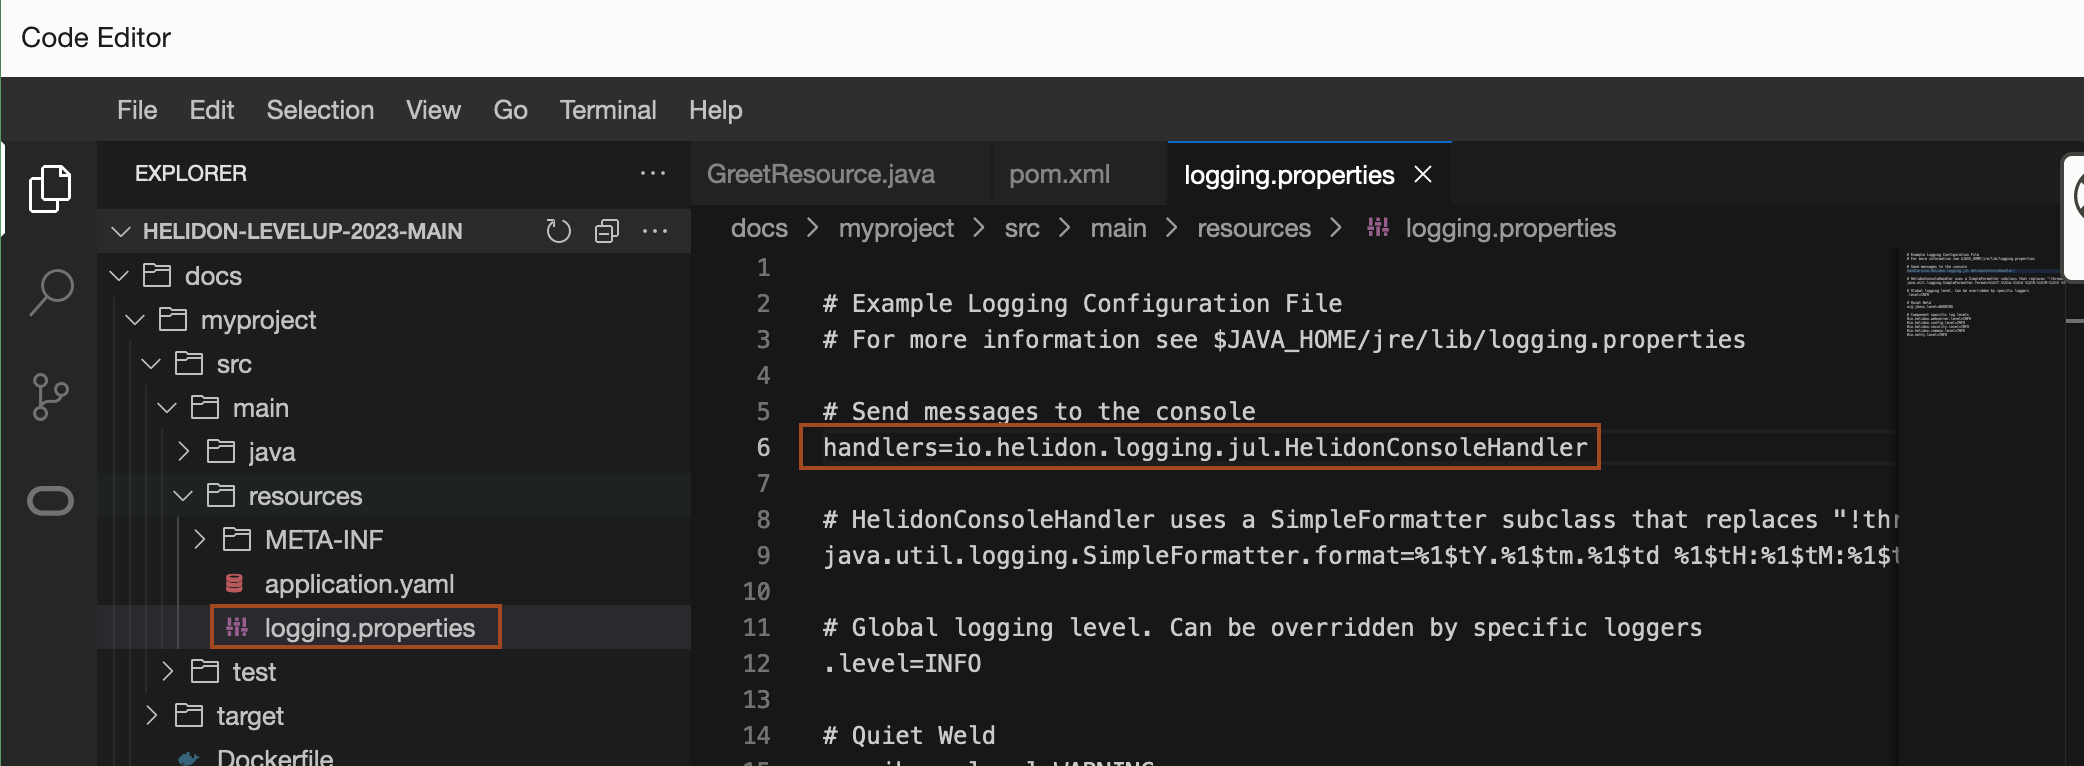 Code Editor
File Edit Selection View Go Terminal Help
EXPLORER
HELIDON-LEVELUP-2023-MAIN
docs
myproject
src
main
java
resources
META-INF
application.yaml
logging.properties
test
target
Dockerfile
GreetResource.java pom.xml logging.properties
docs myproject src main resources logging.properties
1
2 # Example Logging Configuration File
3 # For more information see $JAVA_HOME/jre/lib/logging.properties
4
5 # Send messages to the console
6 handlers=io.helidon.logging.jul.HelidonConsoleHandler
7
8 # HelidonConsoleHandler uses a SimpleFormatter subclass that replaces "!thr
9 java.util.logging.SimpleFormatter.format=%1$tY.%1$tm.%1$td %1$tH:%1$tM:%1$t
10
11 # Global logging level. Can be overridden by specific loggers
12 .level=INFO
13
14 # Quiet Weld